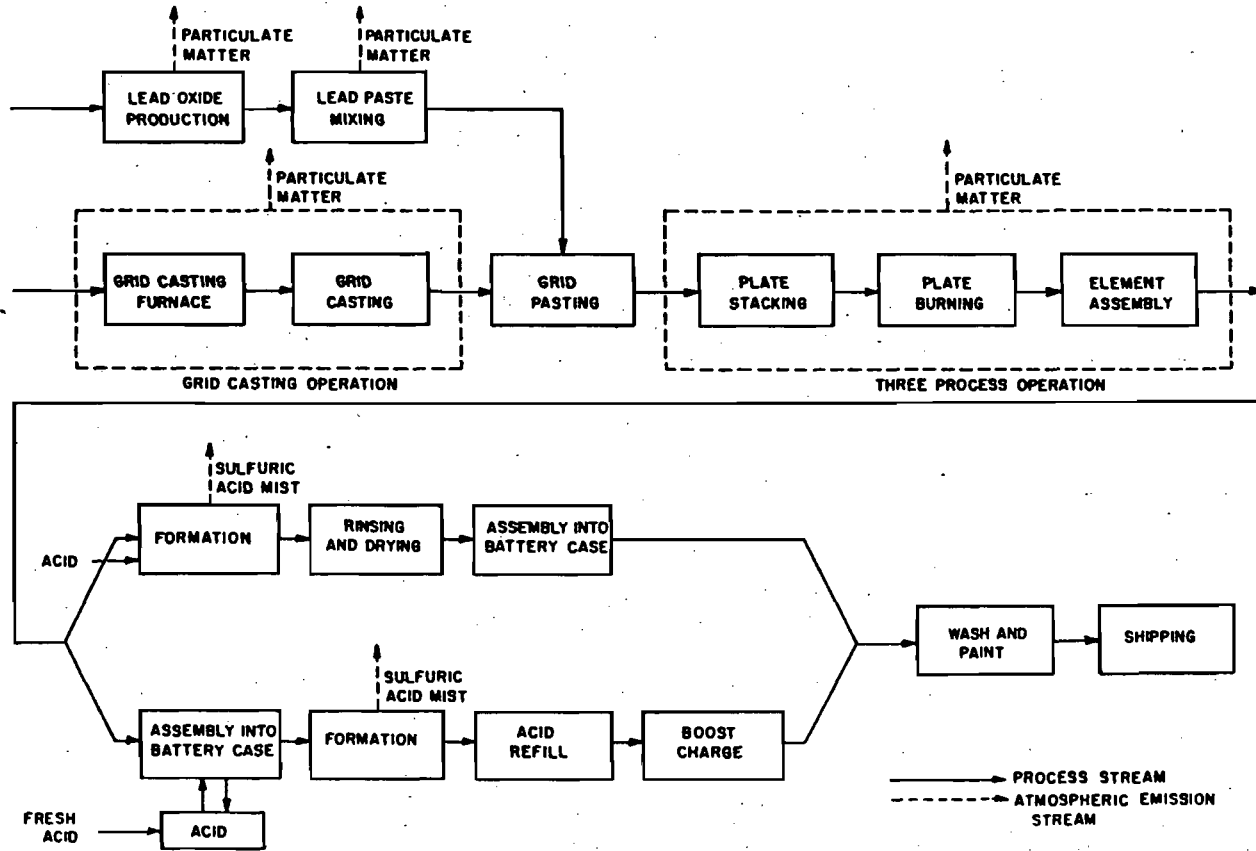 PARTICULATE
MATTER
PARTICULATE
MATTER
LEAD OXIDE
PRODUCTION
LEAD PASTE
MIXING
PARTICULATE
MATTER
PARTICULATE
MATTER
GRID CASTING
FURNACE
GRID
CASTING
GRID
PASTING
PLATE
STACKING
PLATE
BURNING
ELEMENT
ASSEMBLY
GRID CASTING OPERATION
THREE PROCESS OPERATION
SULFURIC
ACID MIST
FORMATION
RINSING
AND DRYING
ASSEMBLY INTO
BATTERY CASE
ACID
WASH AND
PAINT
SHIPPING
SULFURIC
ACID MIST
ASSEMBLY INTO
BATTERY CASE
FORMATION
ACID
REFILL
BOOST
CHARGE
FRESH
ACID
ACID
PROCESS STREAM
ATMOSPHERIC EMISSION
STREAM